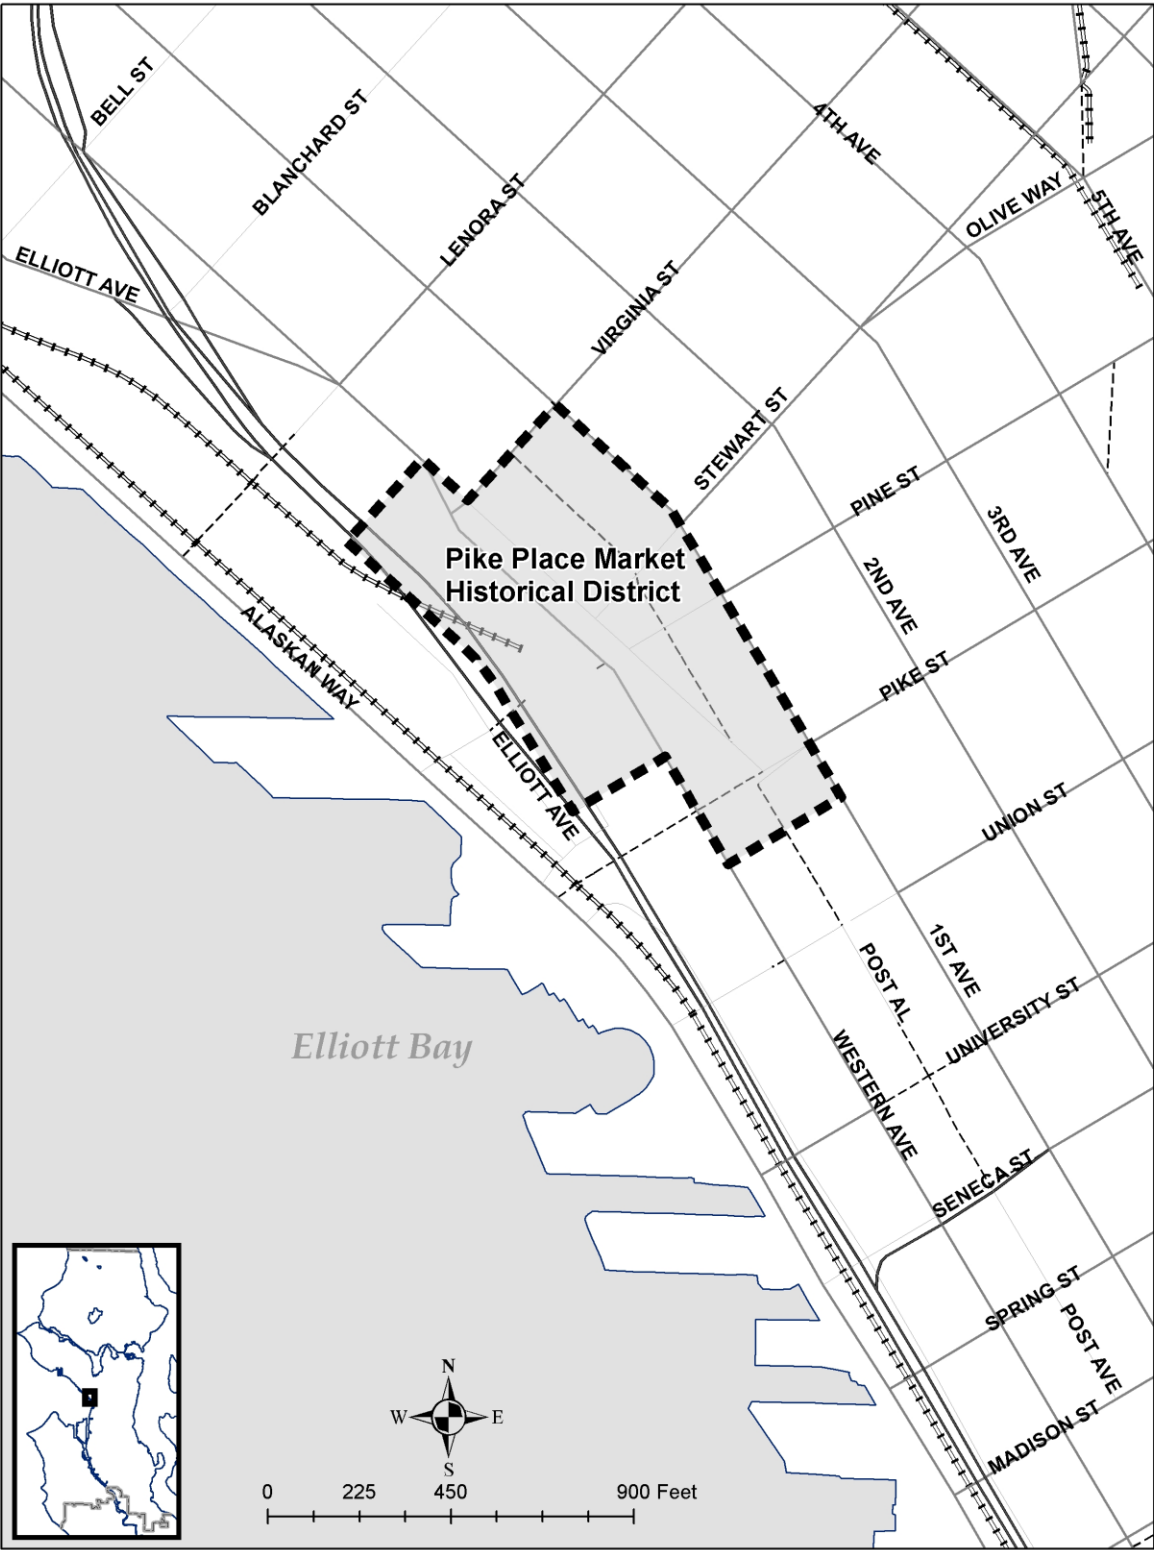 BELL ST
BLANCHARD ST
4TH AVE
LENORA ST
OLIVE WAY
5TH AVE
ELLIOTT AVE
VIRGINIA ST
STEWART ST
PINE ST
3RD AVE
Pike Place Market
Historical District
2ND AVE
ALASKAN WAY
PIKE ST
ELLIOTT AVE
UNION ST
1ST AVE
POST AL
UNIVERSITY ST
Elliott Bay
WESTERN AVE
SENECA ST
SPRING ST
POST AVE
MADISON ST
N
W E
S
0 225 450 900 Feet